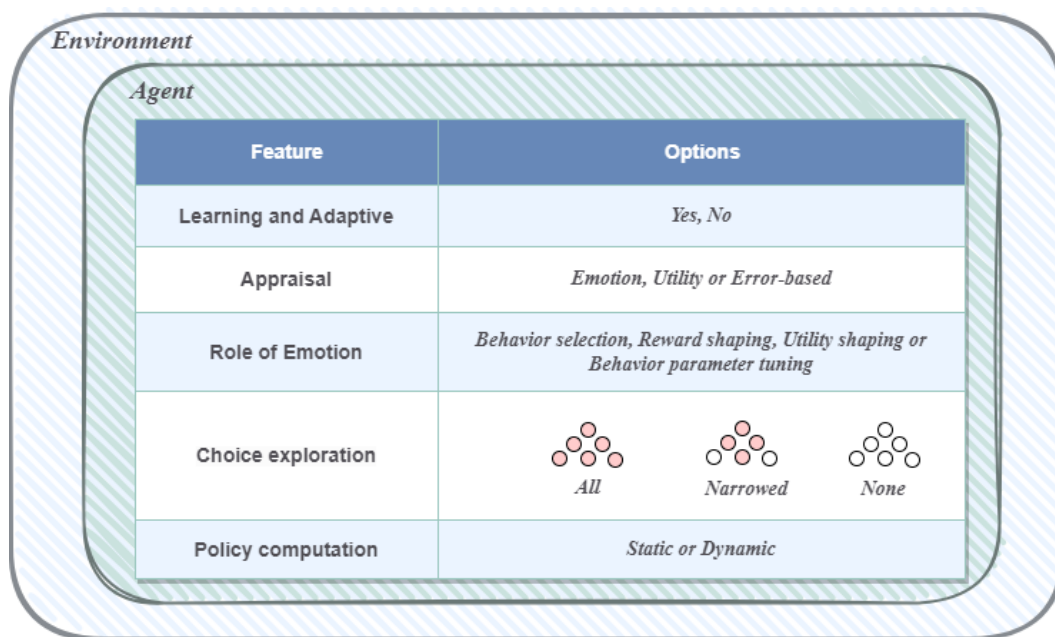 Environment
Agent
Feature
Options
Learning and Adaptive
Yes, No
Appraisal
Emotion, Utility or Error-based
Role of Emotion
Behavior selection, Reward shaping, Utility shaping or
Behavior parameter tuning
Choice exploration
All
Narrowed
None
Policy computation
Static or Dynamic